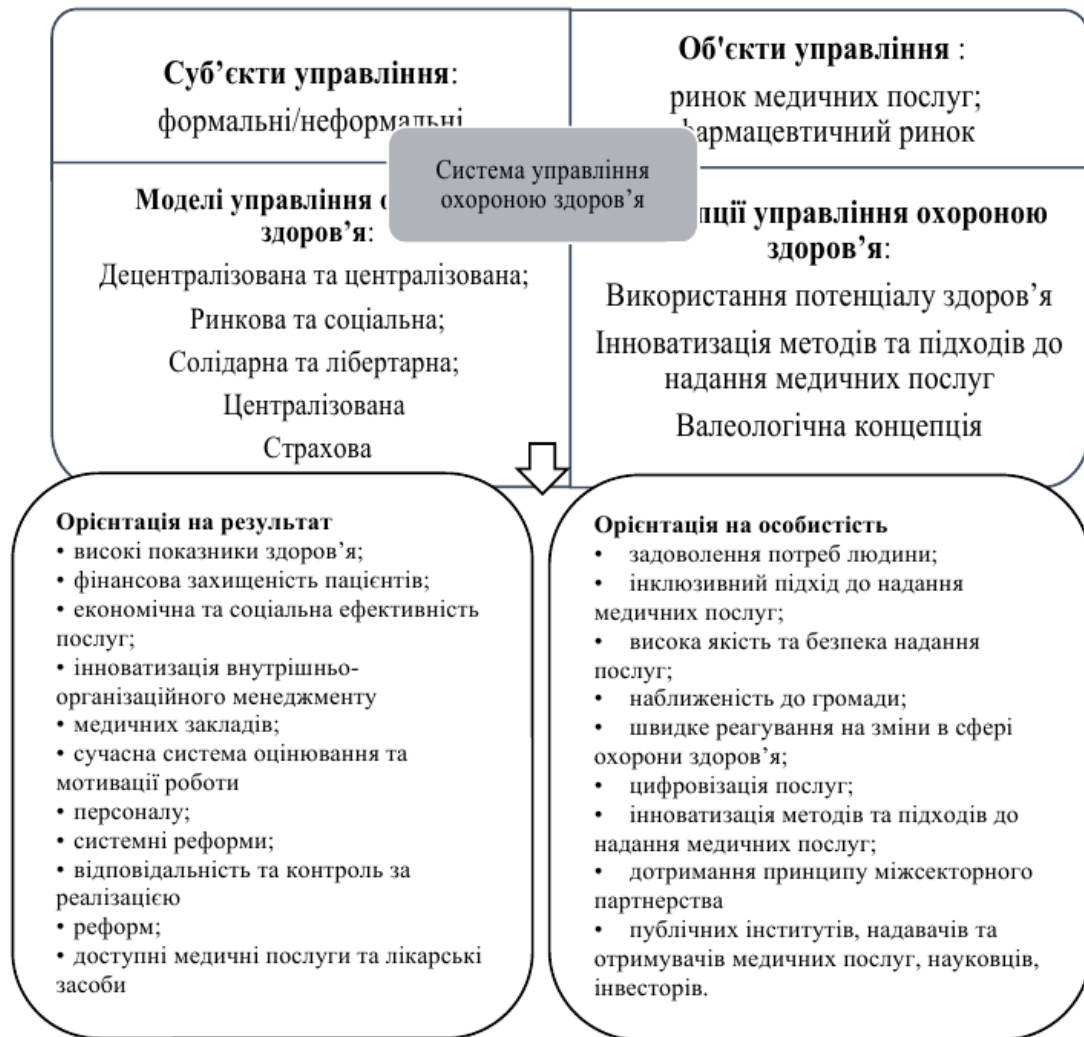 Суб’єкти управління:
формальні/неформальні
Об'єкти управління :
ринок медичних послуг;
фармацевтичний ринок
Система управління
охороною здоров’я
Моделі управління
здоров’я:
Децентралізована та централізована;
Ринкова та соціальна;
Солідарна та лібертарна;
Централізована
Страхова
управління охороною
здоров’я:
Використання потенціалу здоров’я
Інноватизація методів та підходів до
надання медичних послуг
Валеологічна концепція
Орієнтація на результат
• високі показники здоров’я;
• фінансова захищеність пацієнтів;
• економічна та соціальна ефективність
послуг;
• інноватизація внутрішньо-
організаційного менеджменту
• медичних закладів;
• сучасна система оцінювання та
мотивації роботи
• персоналу;
• системні реформи;
• відповідальність та контроль за
реалізацією
• реформ;
• доступні медичні послуги та лікарські
засоби
Орієнтація на особистість
• задоволення потреб людини;
• інклюзивний підхід до надання
медичних послуг;
• висока якість та безпека надання
послуг;
• наближеність до громади;
• швидке реагування на зміни в сфері
охорони здоров’я;
• цифровізація послуг;
• інноватизація методів та підходів до
надання медичних послуг;
• дотримання принципу міжсекторного
партнерства
• публічних інститутів, надавачів та
отримувачів медичних послуг, науковців,
інвесторів.